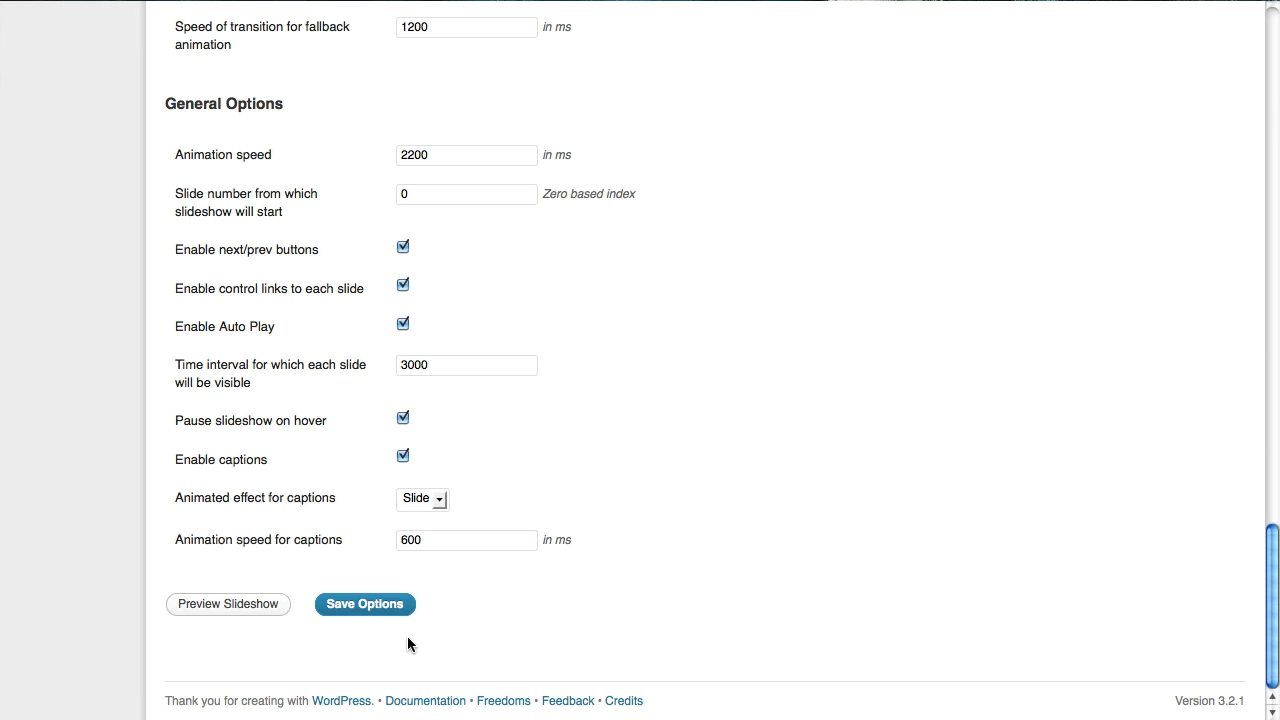 Speed of transition for fallback
animation
1200 in ms
General Options
Animation speed 2200 in ms
Slide number from which
slideshow will start
0 Zero based index
Enable next/prev buttons
Enable control links to each slide
Enable Auto Play
Time interval for which each slide
will be visible
3000
Pause slideshow on hover
Enable captions
Animated effect for captions Slide
Animation speed for captions 600 in ms
Preview Slideshow Save Options
Thank you for creating with WordPress. • Documentation • Freedoms • Feedback • Credits Version 3.2.1